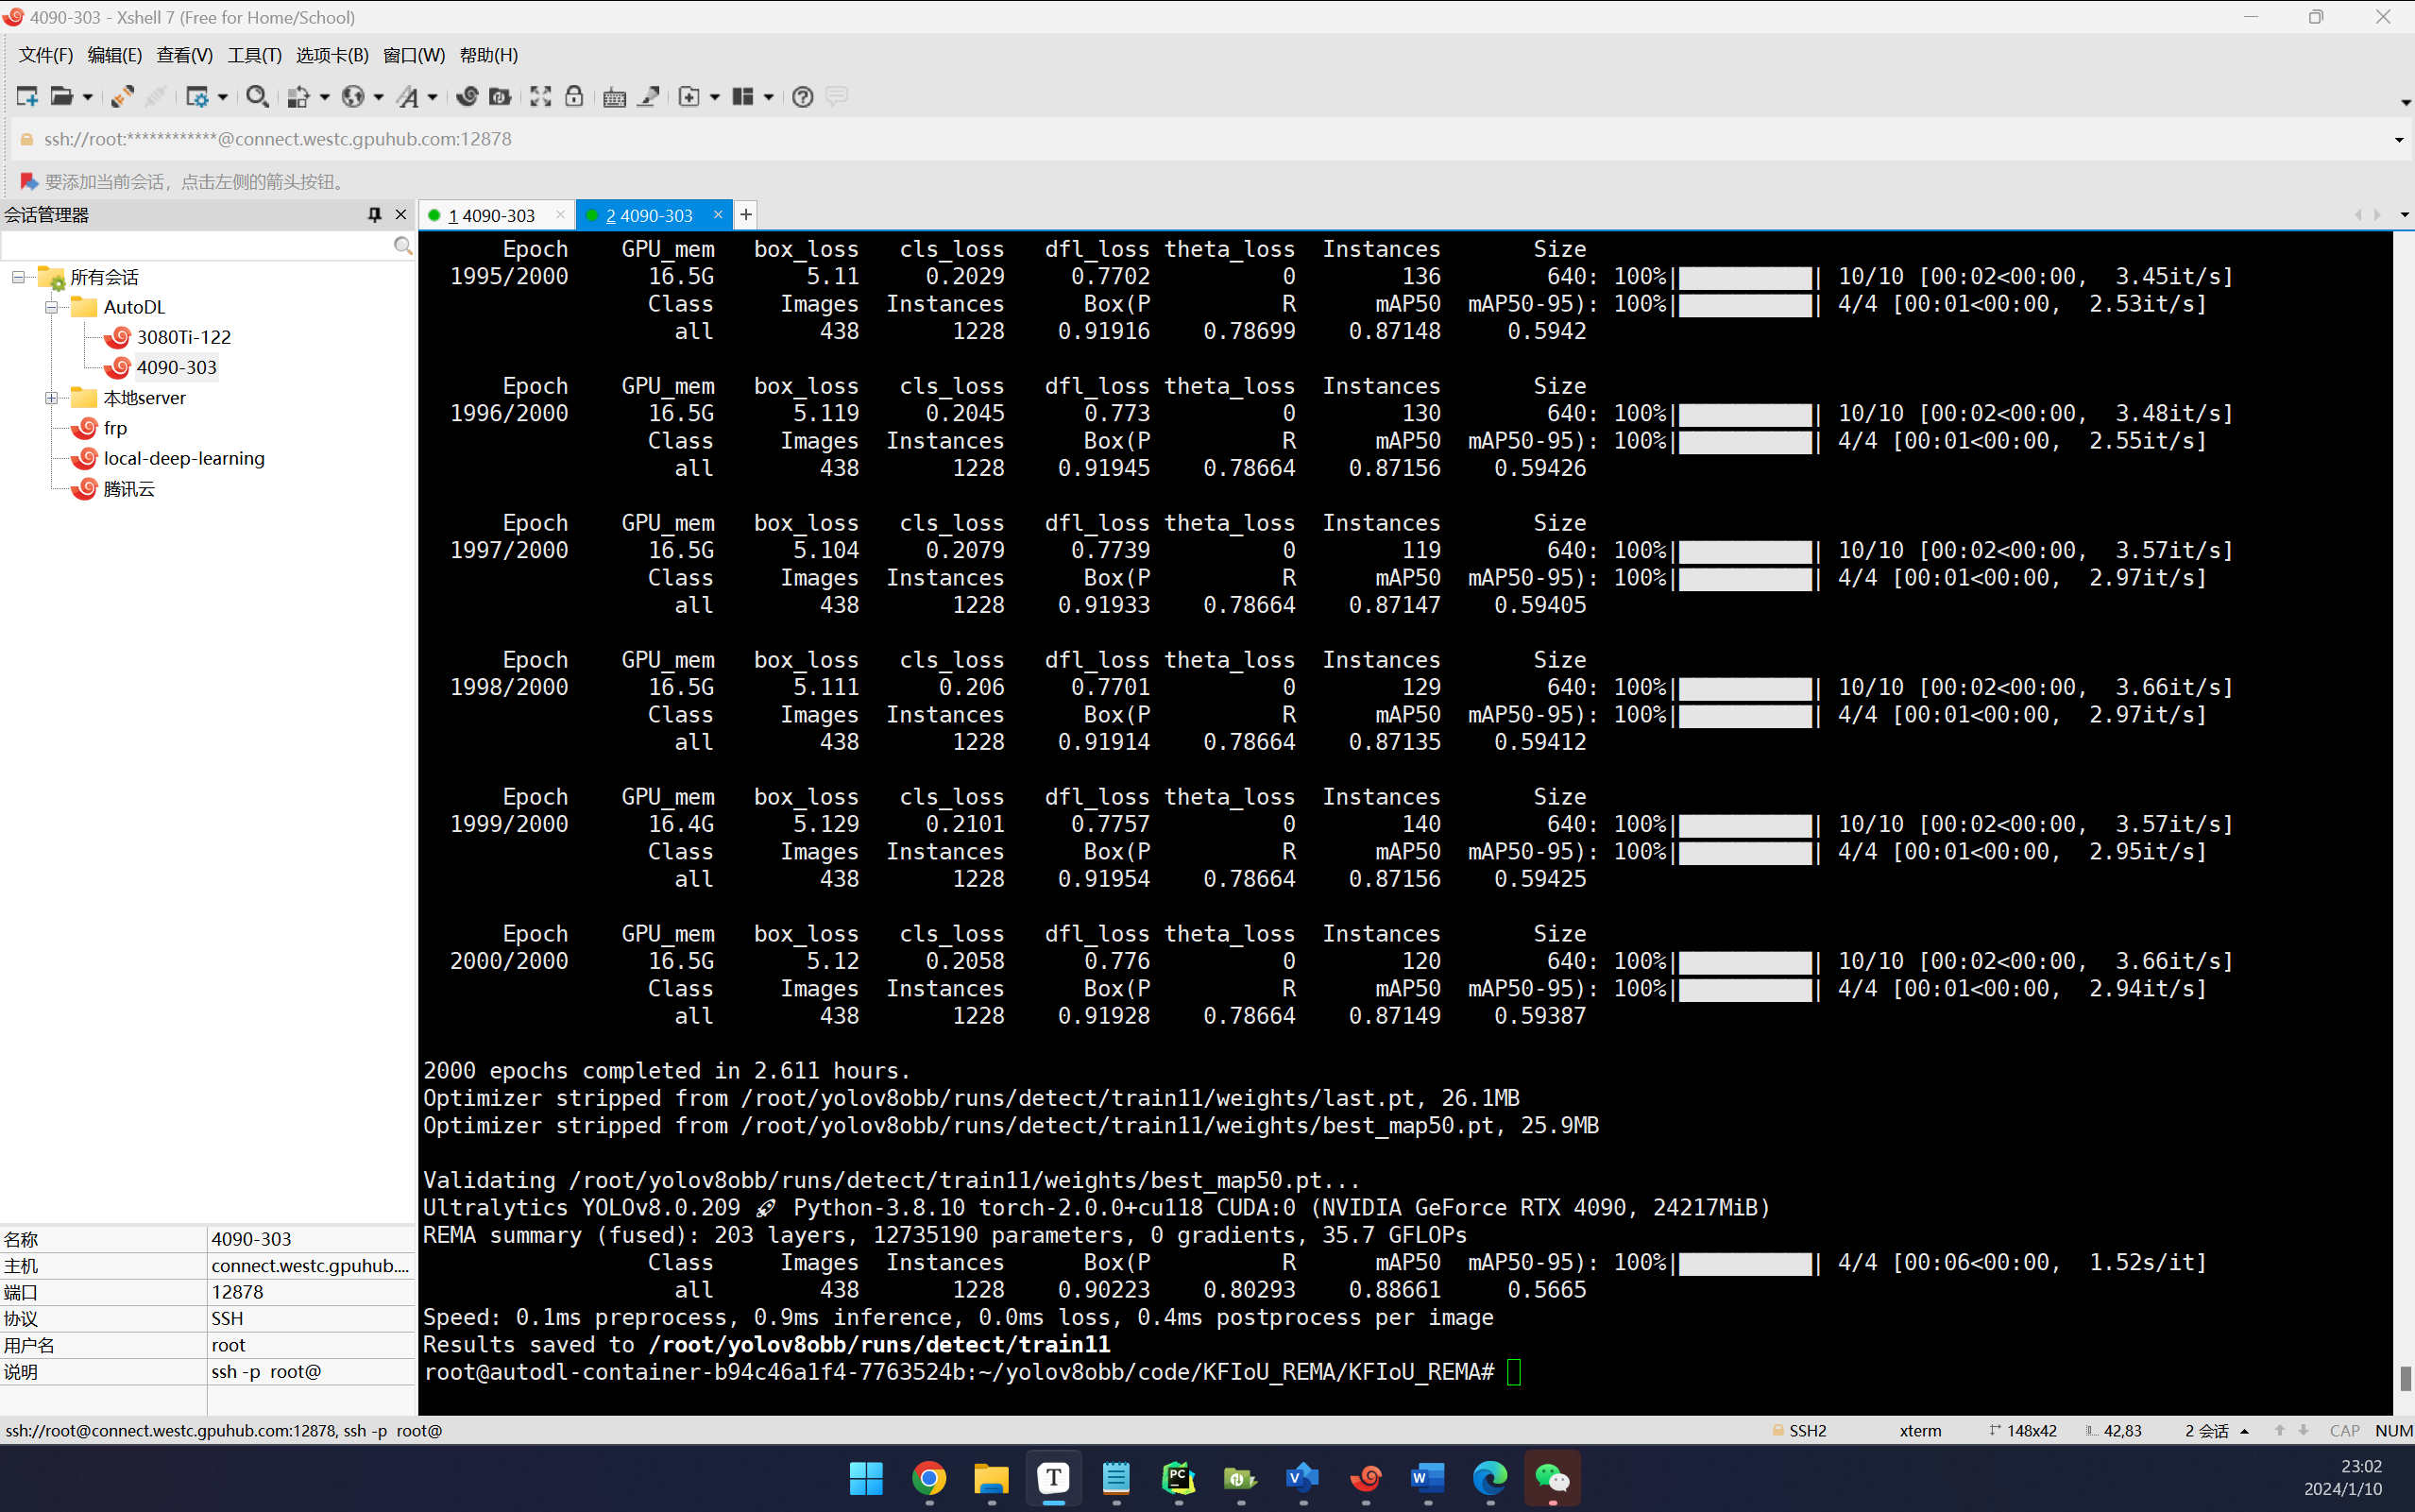 4090-303 - Xshell 7 (Free for Home/School)
文件(F) 编辑(E) 查看(V) 工具(T) 选项卡(B) 窗口(W) 帮助(H)
ssh://root:************@connect.westc.gpuhub.com:12878
要添加当前会话，点击左侧的箭头按钮。
会话管理器
1 4090-303
2 4090-303
所有会话
AutoDL
3080Ti-122
4090-303
本地server
frp
local-deep-learning
腾讯云
名称 4090-303
主机 connect.westc.gpuhub....
端口 12878
协议 SSH
用户名 root
说明 ssh -p root@
Epoch GPU_mem box_loss cls_loss dfl_loss theta_loss Instances Size
1995/2000 16.5G 5.11 0.2029 0.7702 0 136 640: 100%|██████████| 10/10 [00:02<00:00, 3.45it/s]
Class Images Instances Box(P R mAP50 mAP50-95): 100%|██████████| 4/4 [00:01<00:00, 2.53it/s]
all 438 1228 0.91916 0.78699 0.87148 0.5942
Epoch GPU_mem box_loss cls_loss dfl_loss theta_loss Instances Size
1996/2000 16.5G 5.119 0.2045 0.773 0 130 640: 100%|██████████| 10/10 [00:02<00:00, 3.48it/s]
Class Images Instances Box(P R mAP50 mAP50-95): 100%|██████████| 4/4 [00:01<00:00, 2.55it/s]
all 438 1228 0.91945 0.78664 0.87156 0.59426
Epoch GPU_mem box_loss cls_loss dfl_loss theta_loss Instances Size
1997/2000 16.5G 5.104 0.2079 0.7739 0 119 640: 100%|██████████| 10/10 [00:02<00:00, 3.57it/s]
Class Images Instances Box(P R mAP50 mAP50-95): 100%|██████████| 4/4 [00:01<00:00, 2.97it/s]
all 438 1228 0.91933 0.78664 0.87147 0.59405
Epoch GPU_mem box_loss cls_loss dfl_loss theta_loss Instances Size
1998/2000 16.5G 5.111 0.206 0.7701 0 129 640: 100%|██████████| 10/10 [00:02<00:00, 3.66it/s]
Class Images Instances Box(P R mAP50 mAP50-95): 100%|██████████| 4/4 [00:01<00:00, 2.97it/s]
all 438 1228 0.91914 0.78664 0.87135 0.59412
Epoch GPU_mem box_loss cls_loss dfl_loss theta_loss Instances Size
1999/2000 16.4G 5.129 0.2101 0.7757 0 140 640: 100%|██████████| 10/10 [00:02<00:00, 3.57it/s]
Class Images Instances Box(P R mAP50 mAP50-95): 100%|██████████| 4/4 [00:01<00:00, 2.95it/s]
all 438 1228 0.91954 0.78664 0.87156 0.59425
Epoch GPU_mem box_loss cls_loss dfl_loss theta_loss Instances Size
2000/2000 16.5G 5.12 0.2058 0.776 0 120 640: 100%|██████████| 10/10 [00:02<00:00, 3.66it/s]
Class Images Instances Box(P R mAP50 mAP50-95): 100%|██████████| 4/4 [00:01<00:00, 2.94it/s]
all 438 1228 0.91928 0.78664 0.87149 0.59387
2000 epochs completed in 2.611 hours.
Optimizer stripped from /root/yolov8obb/runs/detect/train11/weights/last.pt, 26.1MB
Optimizer stripped from /root/yolov8obb/runs/detect/train11/weights/best_map50.pt, 25.9MB
Validating /root/yolov8obb/runs/detect/train11/weights/best_map50.pt...
Ultralytics YOLOv8.0.209 🚀 Python-3.8.10 torch-2.0.0+cu118 CUDA:0 (NVIDIA GeForce RTX 4090, 24217MiB)
REMA summary (fused): 203 layers, 12735190 parameters, 0 gradients, 35.7 GFLOPs
Class Images Instances Box(P R mAP50 mAP50-95): 100%|██████████| 4/4 [00:06<00:00, 1.52s/it]
all 438 1228 0.90223 0.80293 0.88661 0.5665
Speed: 0.1ms preprocess, 0.9ms inference, 0.0ms loss, 0.4ms postprocess per image
Results saved to /root/yolov8obb/runs/detect/train11
root@autodl-container-b94c46a1f4-7763524b:~/yolov8obb/code/KFIoU_REMA/KFIoU_REMA#
ssh://root@connect.westc.gpuhub.com:12878, ssh -p root@ SSH2 xterm 148x42 42,83 2 会话 CAP NUM
T PC V W
23:02
2024/1/10